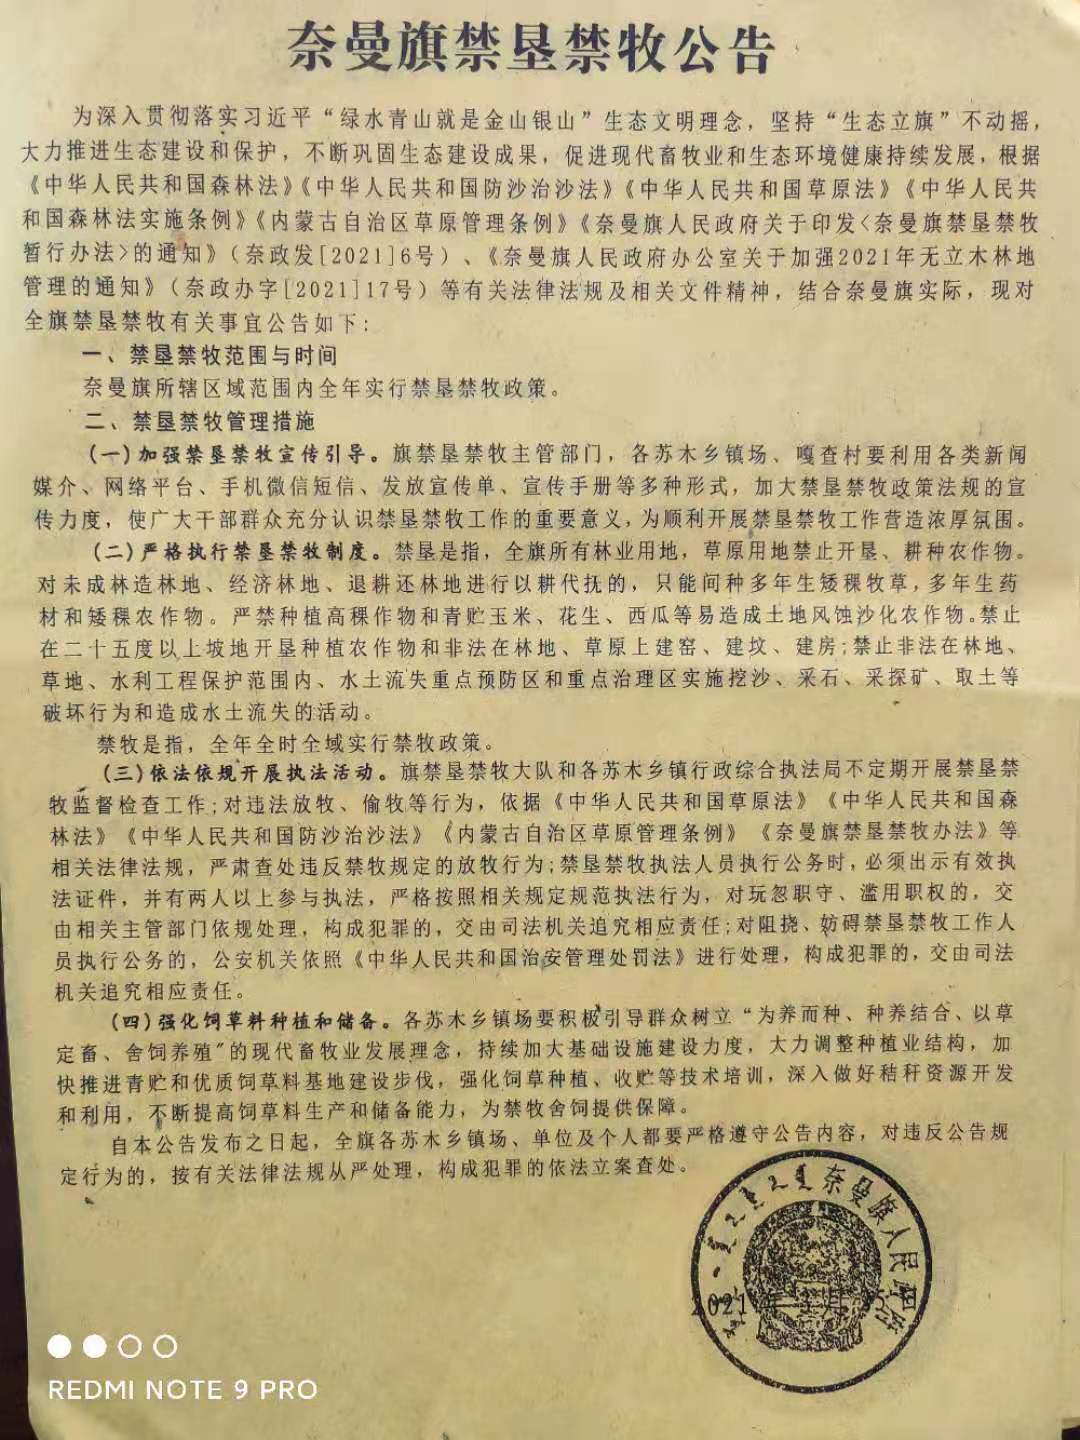 奈曼旗禁垦禁牧公告
为深入贯彻落实习近平“绿水青山就是金山银山”生态文明理念，坚持“生态立旗”不动摇，
大力推进生态建设和保护，不断巩固生态建设成果，促进现代畜牧业和生态环境健康持续发展，根据
《中华人民共和国森林法》《中华人民共和国防沙治沙法》《中华人民共和国草原法》《中华人民共
和国森林法实施条例》《内蒙古自治区草原管理条例》《奈曼旗人民政府关于印发<奈曼旗禁垦禁牧
暂行办法>的通知》（奈政发[2021]6号）、《奈曼旗人民政府办公室关于加强2021年无立木林地
管理的通知》（奈政办字[2021]17号）等有关法律法规及相关文件精神，结合奈曼旗实际，现对
全旗禁垦禁牧有关事宜公告如下：
一、禁垦禁牧范围与时间
奈曼旗所辖区域范围内全年实行禁垦禁牧政策。
二、禁垦禁牧管理措施
(一)加强禁垦禁牧宣传引导。旗禁垦禁牧主管部门，各苏木乡镇场、嘎查村要利用各类新闻
媒介、网络平台、手机微信短信、发放宣传单、宣传手册等多种形式，加大禁垦禁牧政策法规的宣
传力度，使广大干部群众充分认识禁垦禁牧工作的重要意义，为顺利开展禁垦禁牧工作营造浓厚氛围。
(二)严格执行禁垦禁牧制度。禁垦是指，全旗所有林业用地，草原用地禁止开垦、耕种农作物。
对未成林造林地、经济林地、退耕还林地进行以耕代抚的，只能间种多年生矮稞牧草，多年生药
材和矮稞农作物。严禁种植高稞作物和青贮玉米、花生、西瓜等易造成土地风蚀沙化农作物。禁止
在二十五度以上坡地开垦种植农作物和非法在林地、草原上建窑、建坟、建房；禁止非法在林地、
草地、水利工程保护范围内、水土流失重点预防区和重点治理区实施挖沙、采石、采探矿、取土等
破坏行为和造成水土流失的活动。
禁牧是指，全年全时全域实行禁牧政策。
(三)依法依规开展执法活动。旗禁垦禁牧大队和各苏木乡镇行政综合执法局不定期开展禁垦禁
牧监督检查工作；对违法放牧、偷牧等行为，依据《中华人民共和国草原法》《中华人民共和国森
林法》《中华人民共和国防沙治沙法》《内蒙古自治区草原管理条例》《奈曼旗禁垦禁牧办法》等
相关法律法规，严肃查处违反禁牧规定的放牧行为；禁垦禁牧执法人员执行公务时，必须出示有效执
法证件，并有两人以上参与执法，严格按照相关规定规范执法行为，对玩忽职守、滥用职权的，交
由相关主管部门依规处理，构成犯罪的，交由司法机关追究相应责任；对阻挠、妨碍禁垦禁牧工作人
员执行公务的，公安机关依照《中华人民共和国治安管理处罚法》进行处理，构成犯罪的，交由司法
机关追究相应责任。
(四)强化饲草料种植和储备。各苏木乡镇场要积极引导群众树立“为养而种、种养结合、以草
定畜、舍饲养殖”的现代畜牧业发展理念，持续加大基础设施建设力度，大力调整种植业结构，加
快推进青贮和优质饲草料基地建设步伐，强化饲草种植、收贮等技术培训，深入做好秸秆资源开发
和利用，不断提高饲草料生产和储备能力，为禁牧舍饲提供保障。
自本公告发布之日起，全旗各苏木乡镇场、单位及个人都要严格遵守公告内容，对违反公告规
定行为的，按有关法律法规从严处理，构成犯罪的依法立案查处。
奈曼旗人民政府
2021
REDMI NOTE 9 PRO